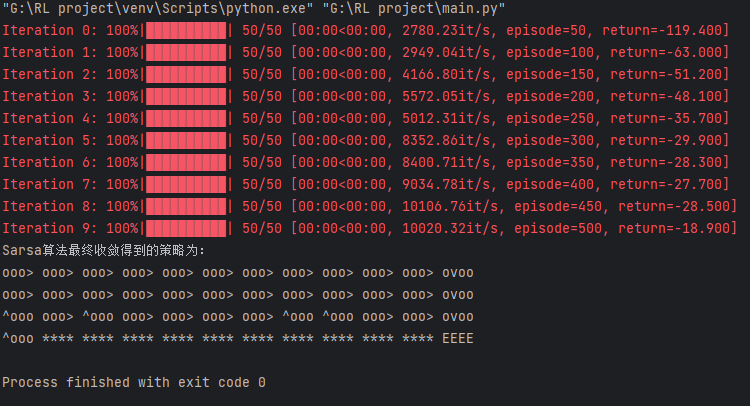 "G:\RL project\venv\Scripts\python.exe" "G:\RL project\main.py"
Iteration 0: 100%|██████████| 50/50 [00:00<00:00, 2780.23it/s, episode=50, return=-119.400]
Iteration 1: 100%|██████████| 50/50 [00:00<00:00, 2949.04it/s, episode=100, return=-63.000]
Iteration 2: 100%|██████████| 50/50 [00:00<00:00, 4166.80it/s, episode=150, return=-51.200]
Iteration 3: 100%|██████████| 50/50 [00:00<00:00, 5572.05it/s, episode=200, return=-48.100]
Iteration 4: 100%|██████████| 50/50 [00:00<00:00, 5012.31it/s, episode=250, return=-35.700]
Iteration 5: 100%|██████████| 50/50 [00:00<00:00, 8352.86it/s, episode=300, return=-29.900]
Iteration 6: 100%|██████████| 50/50 [00:00<00:00, 8400.71it/s, episode=350, return=-28.300]
Iteration 7: 100%|██████████| 50/50 [00:00<00:00, 9034.78it/s, episode=400, return=-27.700]
Iteration 8: 100%|██████████| 50/50 [00:00<00:00, 10106.76it/s, episode=450, return=-28.500]
Iteration 9: 100%|██████████| 50/50 [00:00<00:00, 10020.32it/s, episode=500, return=-18.900]
Sarsa算法最终收敛得到的策略为:
ooo> ooo> ooo> ooo> ooo> ooo> ooo> ooo> ooo> ooo> ooo> ovoo
ooo> ooo> ooo> ooo> ooo> ooo> ooo> ooo> ooo> ooo> ooo> ovoo
^ooo ooo> ^ooo ooo> ooo> ooo> ooo> ^ooo ^ooo ooo> ooo> ovoo
^ooo **** **** **** **** **** **** **** **** **** **** EEEE
Process finished with exit code 0